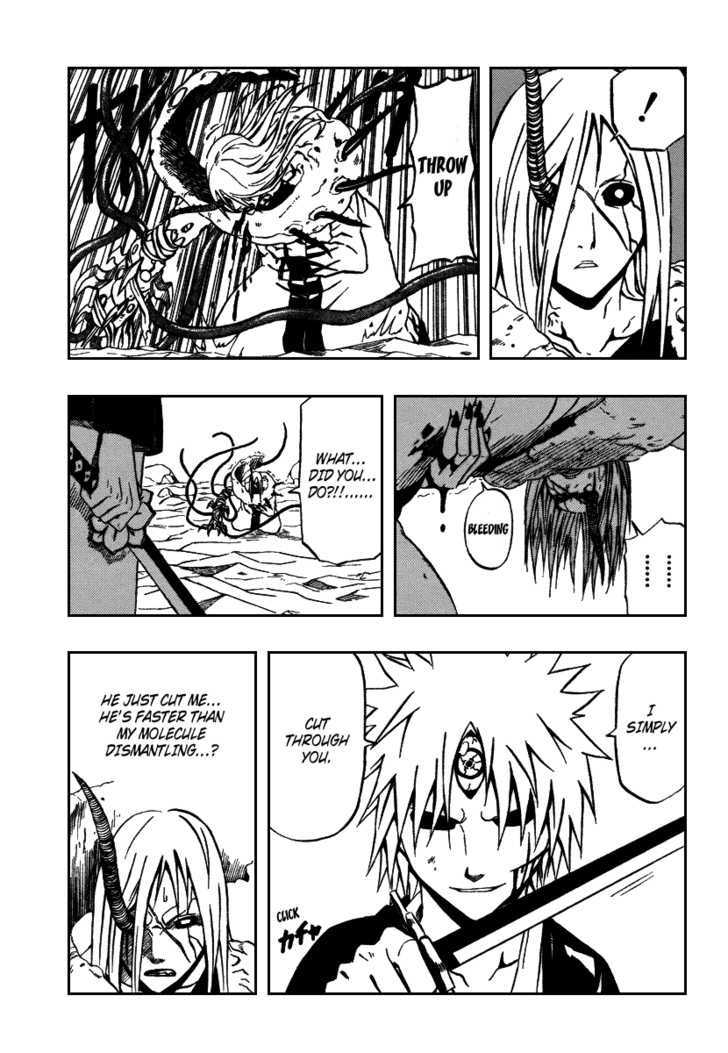 !
THROW
UP
......
BLEEDING
WHAT...
DID YOU...
DO?!!......
I
SIMPLY
...
CUT
THROUGH
YOU.
CLICK
カチャ
HE JUST CUT ME...
HE'S FASTER THAN
MY MOLECULE
DISMANTLING...?